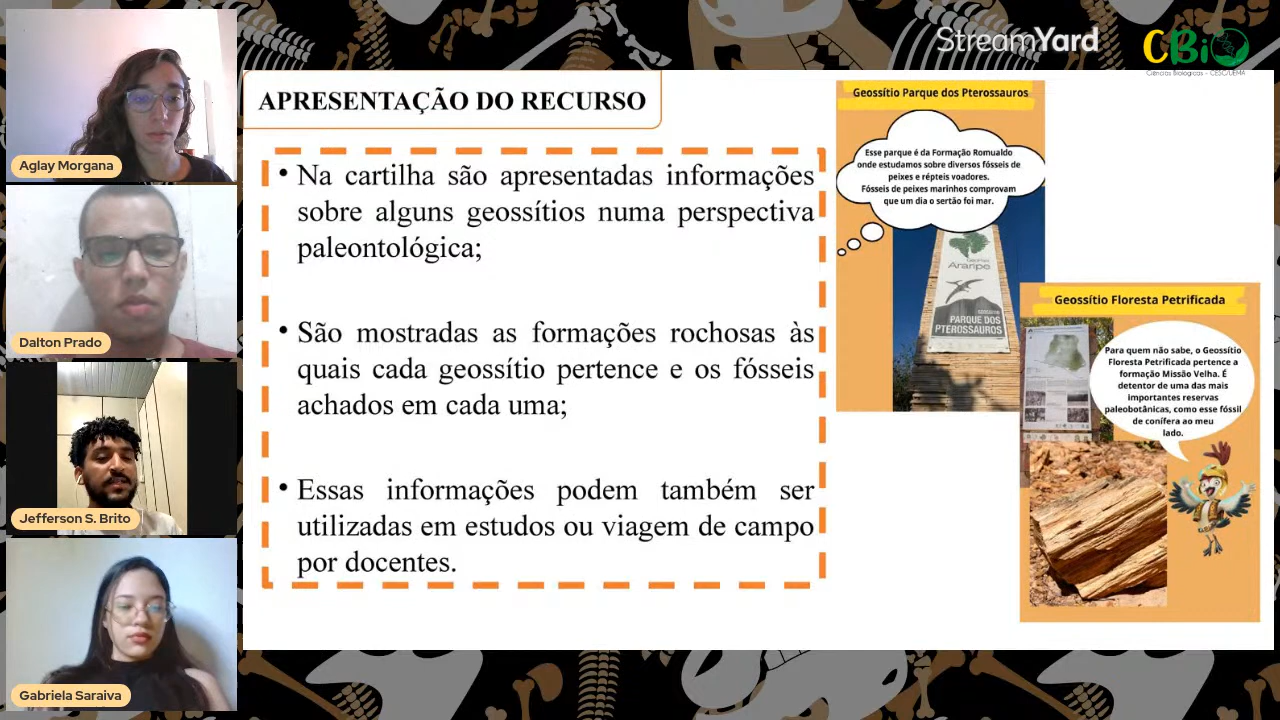 StreamYard
CBiO
Ciências Biológicas - CESC/UEMA
Aglay Morgana
Dalton Prado
Jefferson S. Brito
Gabriela Saraiva
APRESENTAÇÃO DO RECURSO
• Na cartilha são apresentadas informações
sobre alguns geossítios numa perspectiva
paleontológica;
• São mostradas as formações rochosas às
quais cada geossítio pertence e os fósseis
achados em cada uma;
• Essas informações podem também ser
utilizadas em estudos ou viagem de campo
por docentes.
Geossítio Parque dos Pterossauros
Esse parque é da Formação Romualdo
onde estudamos sobre diversos fósseis de
peixes e répteis voadores.
Fósseis de peixes marinhos comprovam
que um dia o sertão foi mar.
Araripe
PARQUE DOS
PTEROSSAUROS
Geossítio Floresta Petrificada
Para quem não sabe, o Geossítio
Floresta Petrificada pertence a
formação Missão Velha. É
detentor de uma das mais
importantes reservas
paleobotânicas, como esse fóssil
de conífera ao meu
lado.